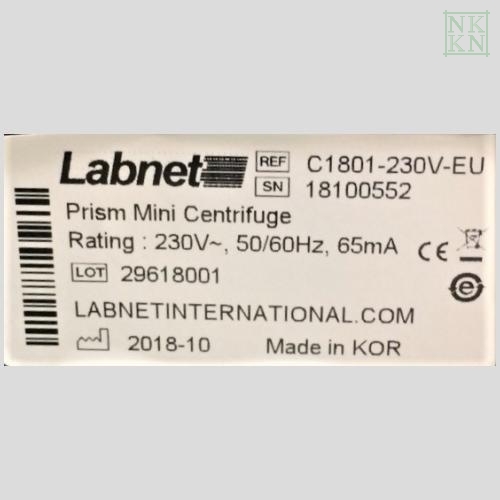 NK
KN
Labnet REF C1801-230V-EU
SN 18100552
Prism Mini Centrifuge
Rating : 230V~, 50/60Hz, 65mA CE
LOT 29618001
e
LABNETINTERNATIONAL.COM
2018-10 Made in KOR